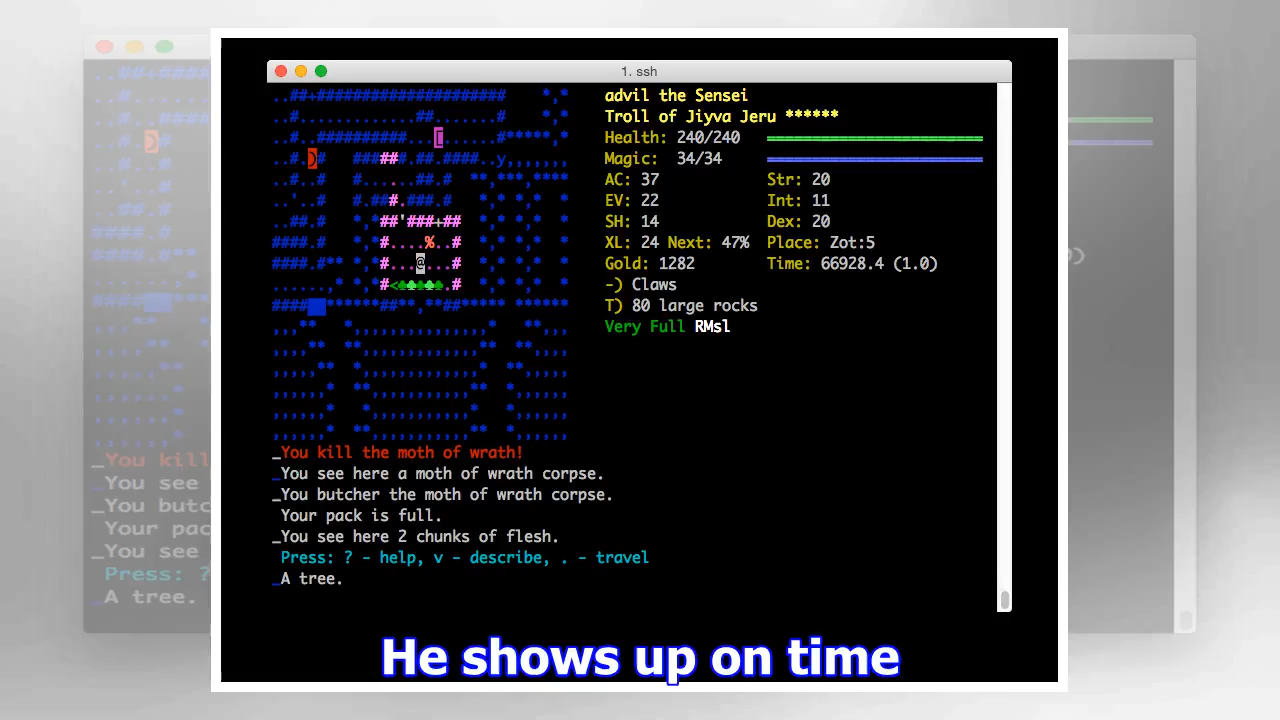 1. ssh
..##+#####################    *,*
..#.............##.......#    *,*
..#..##########...[......#*****,*
..#.)#   #####.##.####..y,,,,,,,
..#..#   #......##.#  **,***,****
..'..#   #.###.###.#   *,* *,* *,*
..##.#   *,*##'###+##  *,* *,* *,*
####.#   *,*#....%..#  *,* *,* *,*
####.#** *,*#...@...#  *,* *,* *,*
......,* *,*#<♣♣♣♣♣.#  *,* *,* *,*
####  ******##**,**##****** ******
,,,**   *,,,,,,,,,,,,,,*  **,,,
,,,,**  *,,,,,,,,,,,,,**  *,,,,
,,,,,** *,,,,,,,,,,,,,*  **,,,,
,,,,,,*  **,,,,,,,,,,,**  *,,,,,
,,,,,,*  **,,,,,,,,,,,*  **,,,,,
,,,,,,**  **,,,,,,,,,**  *,,,,,,
advil the Sensei
Troll of Jiyva Jeru ******
Health: 240/240
Magic: 34/34
AC: 37 Str: 20
EV: 22 Int: 11
SH: 14 Dex: 20
XL: 24 Next: 47% Place: Zot:5
Gold: 1282 Time: 66928.4 (1.0)
-) Claws
T) 80 large rocks
Very Full RMsl
_You kill the moth of wrath!
_You see here a moth of wrath corpse.
_You butcher the moth of wrath corpse.
Your pack is full.
_You see here 2 chunks of flesh.
Press: ? - help, v - describe, . - travel
_A tree.
He shows up on time